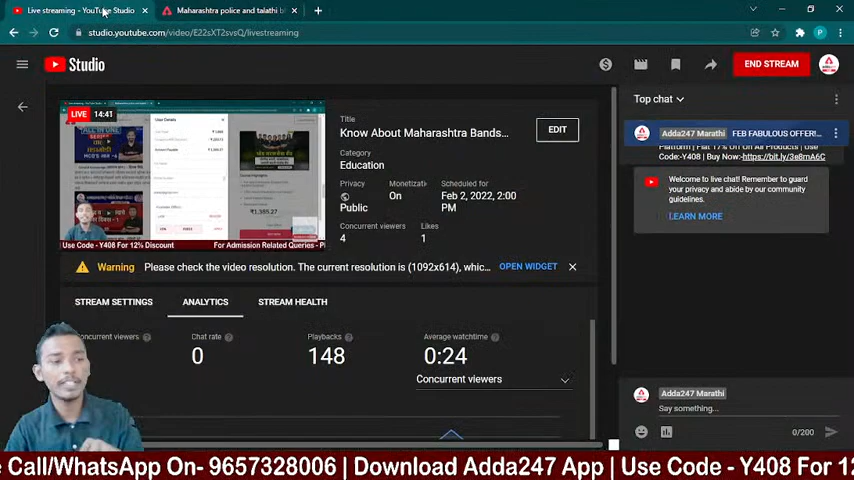 Live streaming - YouTube Studio
Maharashtra police and talathi b
studio.youtube.com/video/E22sXT2svsQ/livestreaming
Studio
END STREAM
LIVE 14:41
User Details
₹1,385.27
Use Code - Y408 For 12% Discount
For Admission Related Queries - P
Title
Know About Maharashtra Bands...
EDIT
Category
Education
Privacy
Public
Monetizati
On
Scheduled for
Feb 2, 2022, 2:00
PM
Concurrent viewers
4
Likes
1
Warning Please check the video resolution. The current resolution is (1092x614), whic...
OPEN WIDGET
STREAM SETTINGS
ANALYTICS
STREAM HEALTH
Concurrent viewers
Chat rate
0
Playbacks
148
Average watchtime
0:24
Concurrent viewers
Top chat
Adda247 Marathi FEB FABULOUS OFFER!...
Platform | Flat 17% Off On All Products | Use
Code-Y408 | Buy Now-https://bit.ly/3e8mA6C
Welcome to live chat! Remember to guard
your privacy and abide by our community
guidelines.
LEARN MORE
Adda247 Marathi
Say something...
0/200
e Call/WhatsApp On- 9657328006 | Download Adda247 App | Use Code - Y408 For 12